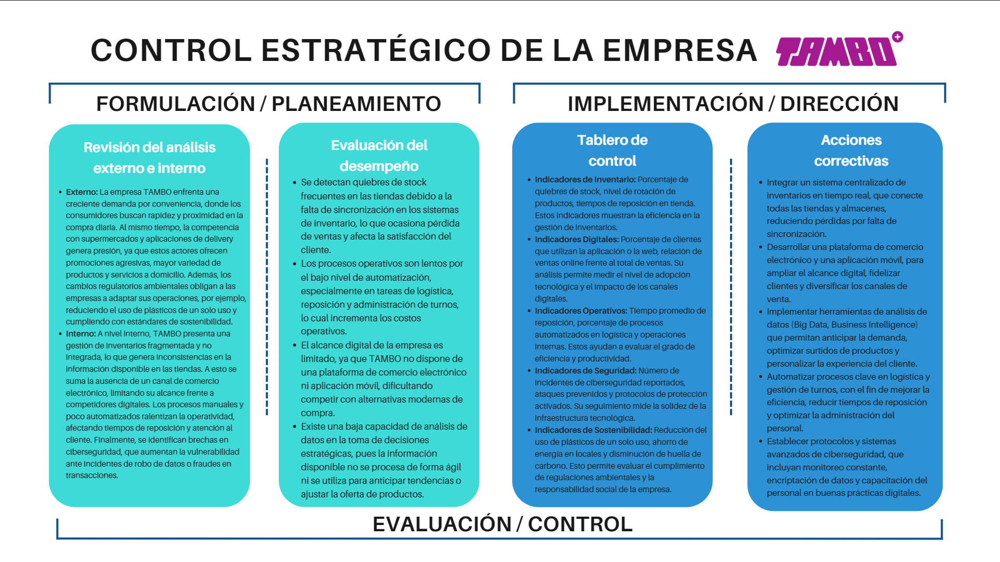 CONTROL ESTRATÉGICO DE LA EMPRESA TAMBO+
FORMULACIÓN / PLANEAMIENTO
Revisión del análisis
externo e interno
• Externo: La empresa TAMBO enfrenta una
creciente demanda por conveniencia, donde los
consumidores buscan rapidez y proximidad en la
compra diaria. Al mismo tiempo, la competencia
con supermercados y aplicaciones de delivery
genera presión, ya que estos actores ofrecen
promociones agresivas, mayor variedad de
productos y servicios a domicilio. Además, los
cambios regulatorios ambientales obligan a las
empresas a adaptar sus operaciones, por ejemplo,
reduciendo el uso de plásticos de un solo uso y
cumpliendo con estándares de sostenibilidad.
• Interno: A nivel interno, TAMBO presenta una
gestión de inventarios fragmentada y no
integrada, lo que genera inconsistencias en la
información disponible en las tiendas. A esto se
suma la ausencia de un canal de comercio
electrónico, limitando su alcance frente a
competidores digitales. Los procesos manuales y
poco automatizados ralentizan la operatividad,
afectando tiempos de reposición y atención al
cliente. Finalmente, se identifican brechas en
ciberseguridad, que aumentan la vulnerabilidad
ante incidentes de robo de datos o fraudes en
transacciones.
Evaluación del
desempeño
• Se detectan quiebres de stock
frecuentes en las tiendas debido a la
falta de sincronización en los sistemas
de inventario, lo que ocasiona pérdida
de ventas y afecta la satisfacción del
cliente.
• Los procesos operativos son lentos por
el bajo nivel de automatización,
especialmente en tareas de logística,
reposición y administración de turnos,
lo cual incrementa los costos
operativos.
• El alcance digital de la empresa es
limitado, ya que TAMBO no dispone de
una plataforma de comercio electrónico
ni aplicación móvil, dificultando
competir con alternativas modernas de
compra.
• Existe una baja capacidad de análisis de
datos en la toma de decisiones
estratégicas, pues la información
disponible no se procesa de forma ágil
ni se utiliza para anticipar tendencias o
ajustar la oferta de productos.
IMPLEMENTACIÓN / DIRECCIÓN
Tablero de
control
• Indicadores de Inventario: Porcentaje de
quiebres de stock, nivel de rotación de
productos, tiempos de reposición en tienda.
Estos indicadores muestran la eficiencia en la
gestión de inventarios.
• Indicadores Digitales: Porcentaje de clientes
que utilizan la aplicación o la web, relación de
ventas online frente al total de ventas. Su
análisis permite medir el nivel de adopción
tecnológica y el impacto de los canales
digitales.
• Indicadores Operativos: Tiempo promedio de
reposición, porcentaje de procesos
automatizados en logística y operaciones
internas. Estos ayudan a evaluar el grado de
eficiencia y productividad.
• Indicadores de Seguridad: Número de
incidentes de ciberseguridad reportados,
ataques prevenidos y protocolos de protección
activados. Su seguimiento mide la solidez de la
infraestructura tecnológica.
• Indicadores de Sostenibilidad: Reducción del
uso de plásticos de un solo uso, ahorro de
energía en locales y disminución de huella de
carbono. Esto permite evaluar el cumplimiento
de regulaciones ambientales y la
responsabilidad social de la empresa.
Acciones
correctivas
• Integrar un sistema centralizado de
inventarios en tiempo real, que conecte
todas las tiendas y almacenes,
reduciendo pérdidas por falta de
sincronización.
• Desarrollar una plataforma de comercio
electrónico y una aplicación móvil, para
ampliar el alcance digital, fidelizar
clientes y diversificar los canales de
venta.
• Implementar herramientas de análisis de
datos (Big Data, Business Intelligence)
que permitan anticipar la demanda,
optimizar surtidos de productos y
personalizar la experiencia del cliente.
• Automatizar procesos clave en logística y
gestión de turnos, con el fin de mejorar la
eficiencia, reducir tiempos de reposición
y optimizar la administración del
personal.
• Establecer protocolos y sistemas
avanzados de ciberseguridad, que
incluyan monitoreo constante,
encriptación de datos y capacitación del
personal en buenas prácticas digitales.
EVALUACIÓN / CONTROL